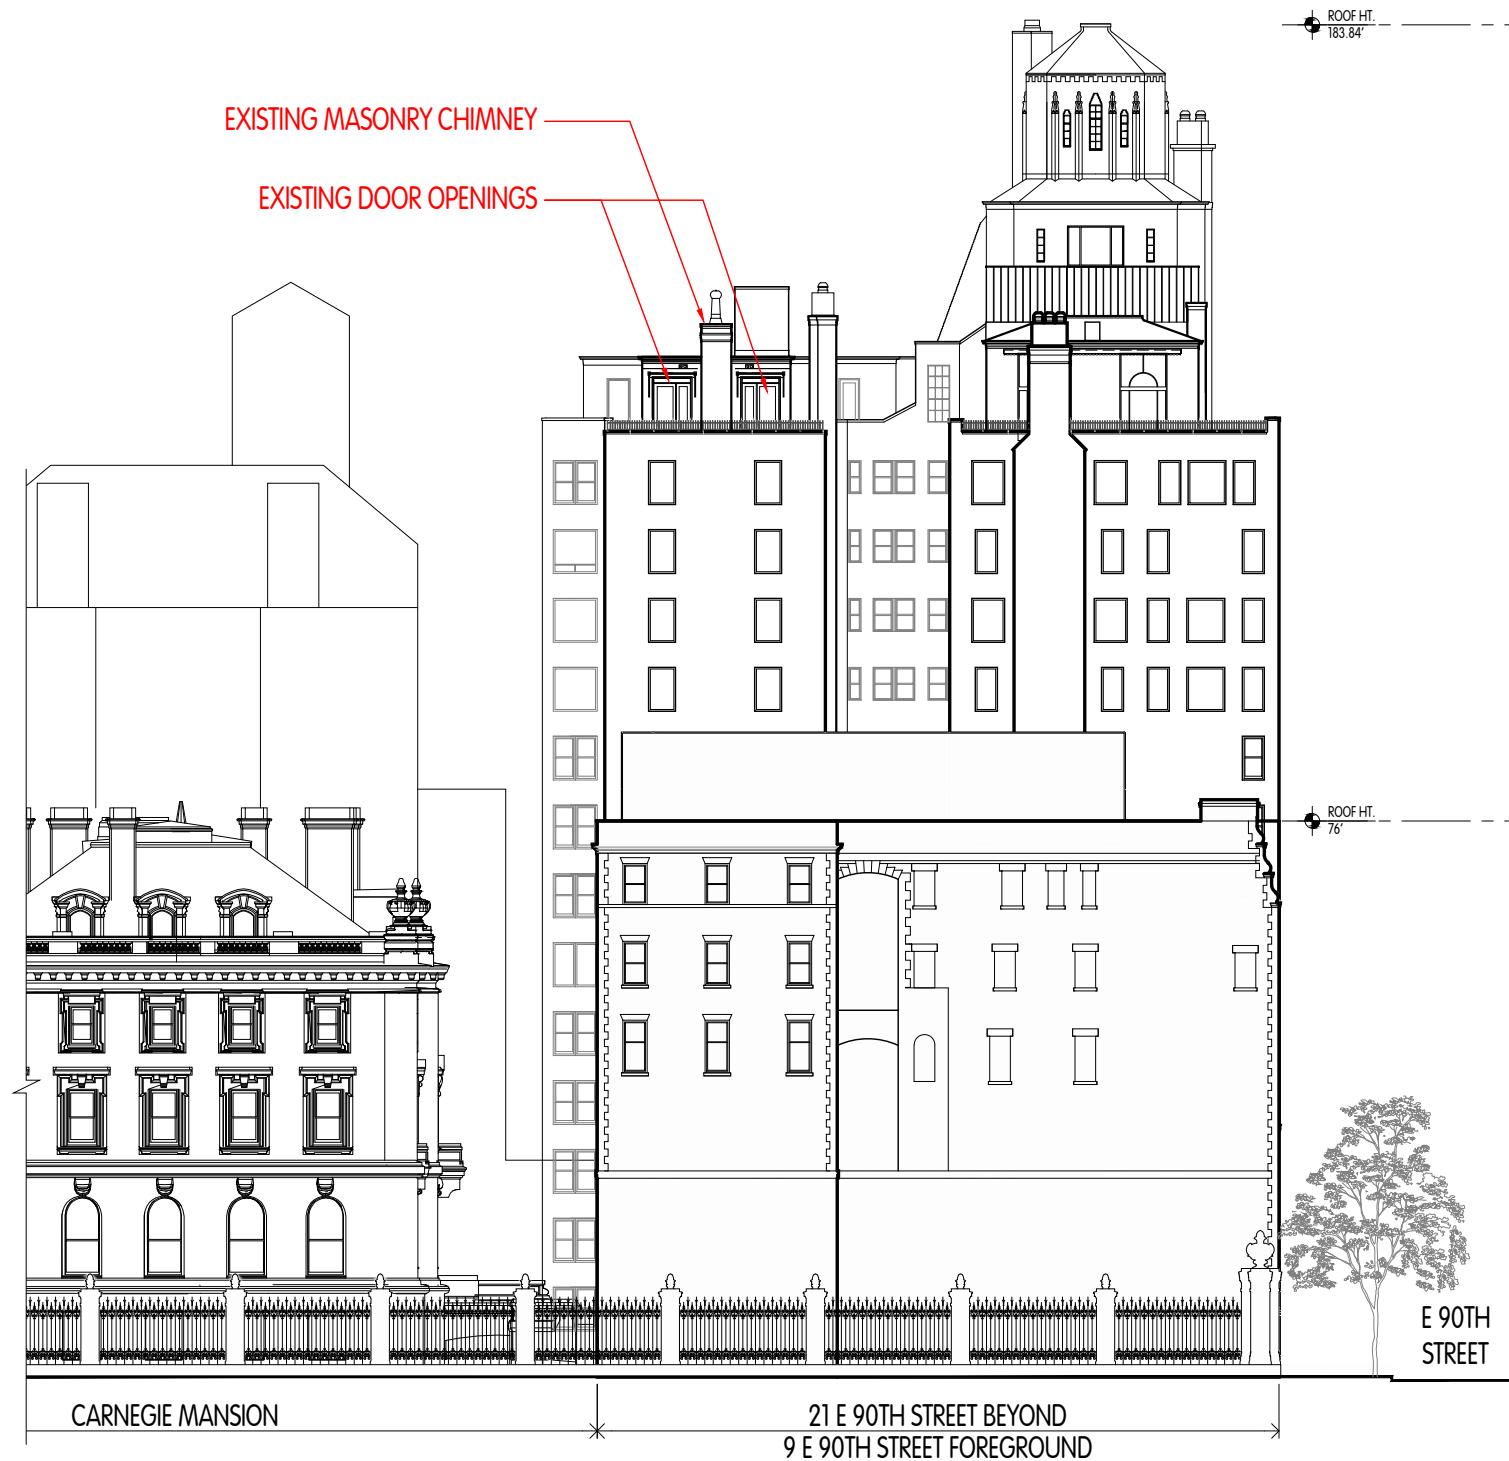 ROOF HT.
183.84'
EXISTING MASONRY CHIMNEY
EXISTING DOOR OPENINGS
ROOF HT.
76'
E 90TH
STREET
CARNEGIE MANSION
21 E 90TH STREET BEYOND
9 E 90TH STREET FOREGROUND